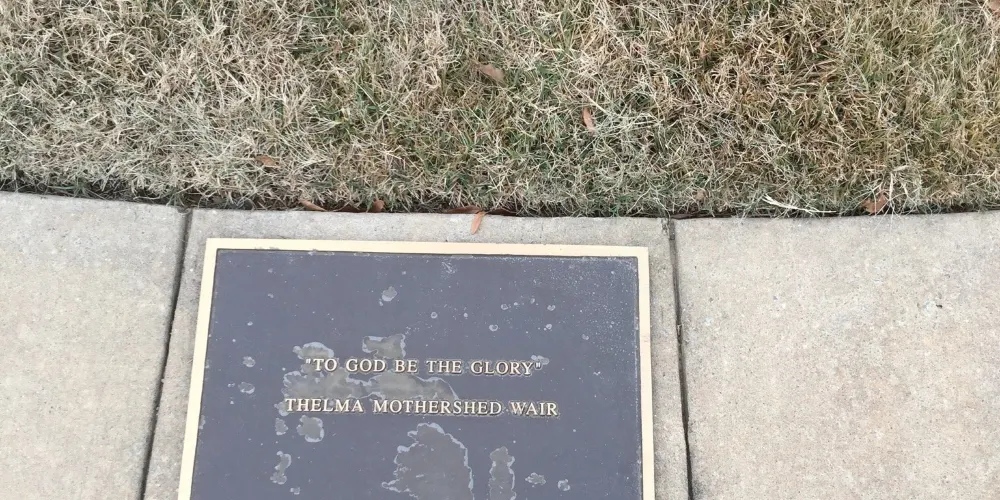 "TO GOD BE THE GLORY"
THELMA MOTHERSHED WAIR